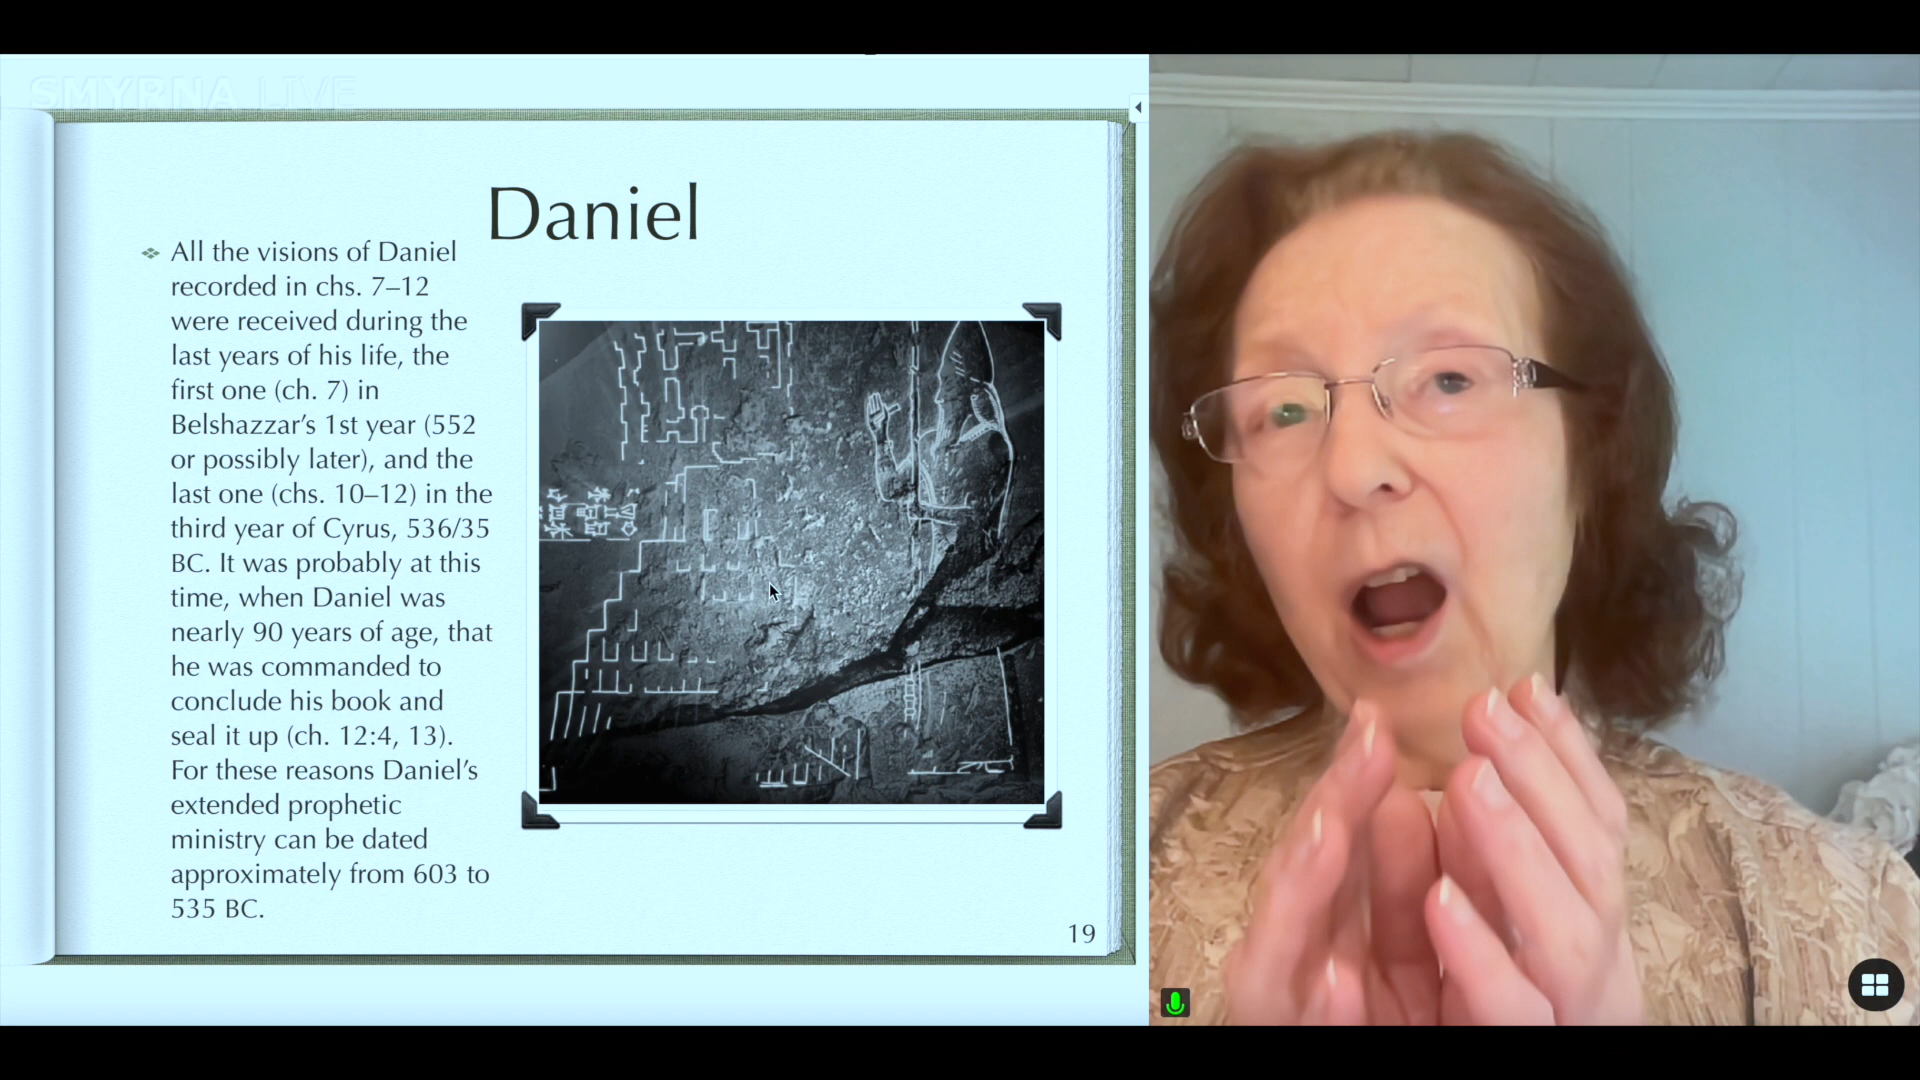 SMYRNA LIVE
Daniel
All the visions of Daniel
recorded in chs. 7–12
were received during the
last years of his life, the
first one (ch. 7) in
Belshazzar’s 1st year (552
or possibly later), and the
last one (chs. 10–12) in the
third year of Cyrus, 536/35
BC. It was probably at this
time, when Daniel was
nearly 90 years of age, that
he was commanded to
conclude his book and
seal it up (ch. 12:4, 13).
For these reasons Daniel’s
extended prophetic
ministry can be dated
approximately from 603 to
535 BC.
19